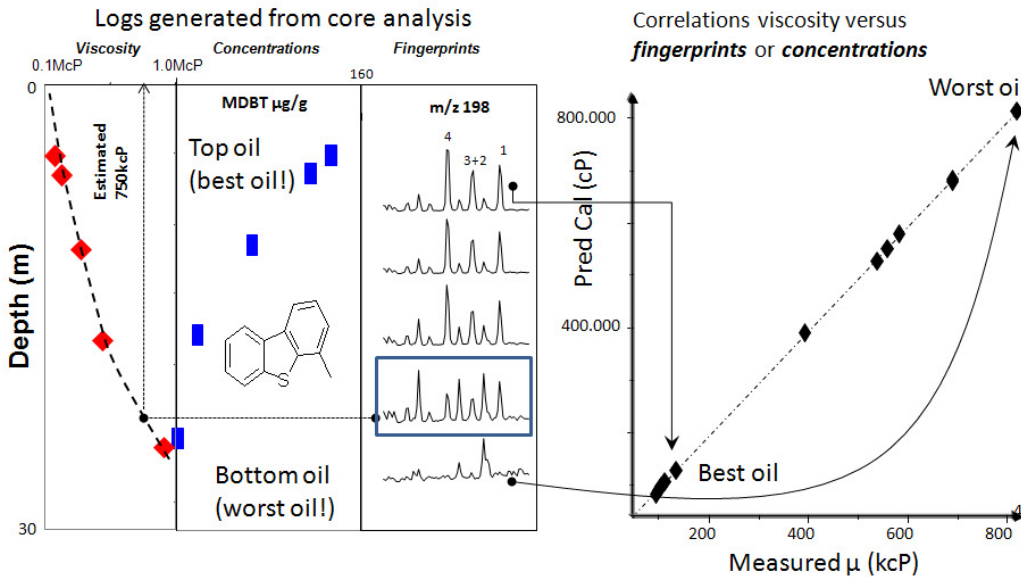 Logs generated from core analysis
Viscosity
Concentrations
Fingerprints
0.1McP
1.0McP
160
0
MDBT µg/g
m/z 198
Estimated
750kcP
Top oil
(best oil!)
4
3+2
1
Depth (m)
S
Bottom oil
(worst oil!)
30
Correlations viscosity versus
fingerprints or concentrations
Worst oi
800.000
Pred Cal (cP)
400.000
Best oil
200
400
600
800
Measured µ (kcP)